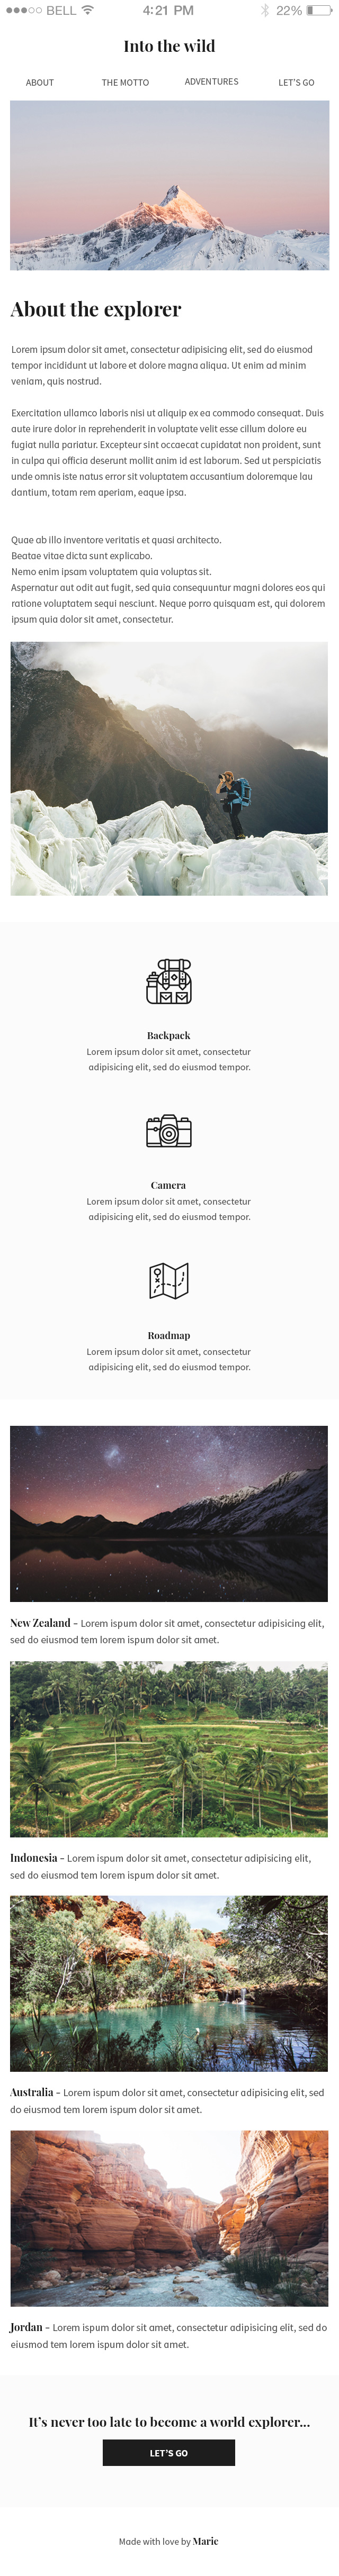 BELL 4:21 PM 22%
Into the wild
ABOUT THE MOTTO ADVENTURES LET'S GO
About the explorer
Lorem ipsum dolor sit amet, consectetur adipisicing elit, sed do eiusmod
tempor incididunt ut labore et dolore magna aliqua. Ut enim ad minim
veniam, quis nostrud.
Exercitation ullamco laboris nisi ut aliquip ex ea commodo consequat. Duis
aute irure dolor in reprehenderit in voluptate velit esse cillum dolore eu
fugiat nulla pariatur. Excepteur sint occaecat cupidatat non proident, sunt
in culpa qui officia deserunt mollit anim id est laborum. Sed ut perspiciatis
unde omnis iste natus error sit voluptatem accusantium doloremque lau
dantium, totam rem aperiam, eaque ipsa.
Quae ab illo inventore veritatis et quasi architecto.
Beatae vitae dicta sunt explicabo.
Nemo enim ipsam voluptatem quia voluptas sit.
Aspernatur aut odit aut fugit, sed quia consequuntur magni dolores eos qui
ratione voluptatem sequi nesciunt. Neque porro quisquam est, qui dolorem
ipsum quia dolor sit amet, consectetur.
Backpack
Lorem ipsum dolor sit amet, consectetur
adipisicing elit, sed do eiusmod tempor.
Camera
Lorem ipsum dolor sit amet, consectetur
adipisicing elit, sed do eiusmod tempor.
Roadmap
Lorem ipsum dolor sit amet, consectetur
adipisicing elit, sed do eiusmod tempor.
New Zealand - Lorem ispum dolor sit amet, consectetur adipisicing elit,
sed do eiusmod tem lorem ispum dolor sit amet.
Indonesia - Lorem ispum dolor sit amet, consectetur adipisicing elit,
sed do eiusmod tem lorem ispum dolor sit amet.
Australia - Lorem ispum dolor sit amet, consectetur adipisicing elit, sed
do eiusmod tem lorem ispum dolor sit amet.
Jordan - Lorem ispum dolor sit amet, consectetur adipisicing elit, sed do
eiusmod tem lorem ispum dolor sit amet.
It's never too late to become a world explorer...
LET'S GO
Made with love by Marie